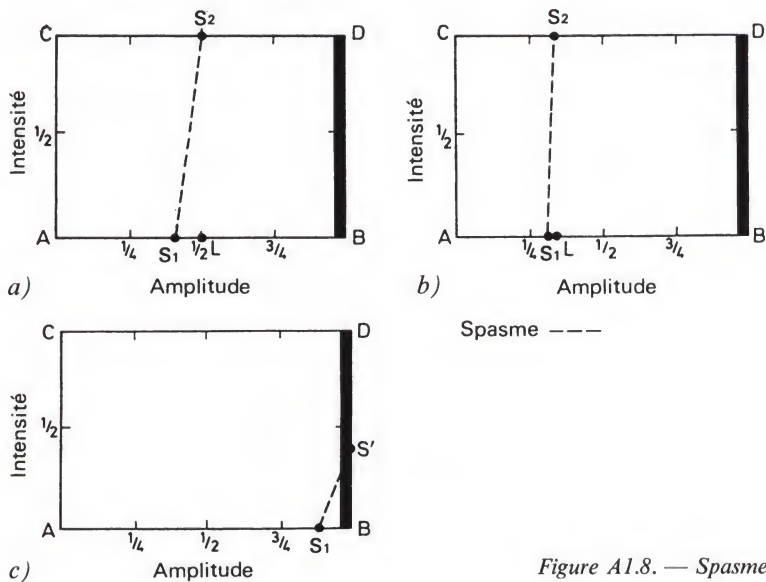 C S2 D
Intensité
1/2
A 1/4 S1 1/2 L 3/4 B
a) Amplitude
S2
C D
Intensité
1/2
A 1/4 S1 L 1/2 3/4 B
b) Amplitude
C D
Intensité
1/2
S'
A 1/4 1/2 3/4 S1 B
c) Amplitude
Spasme ----
Figure A1.8. — Spasme